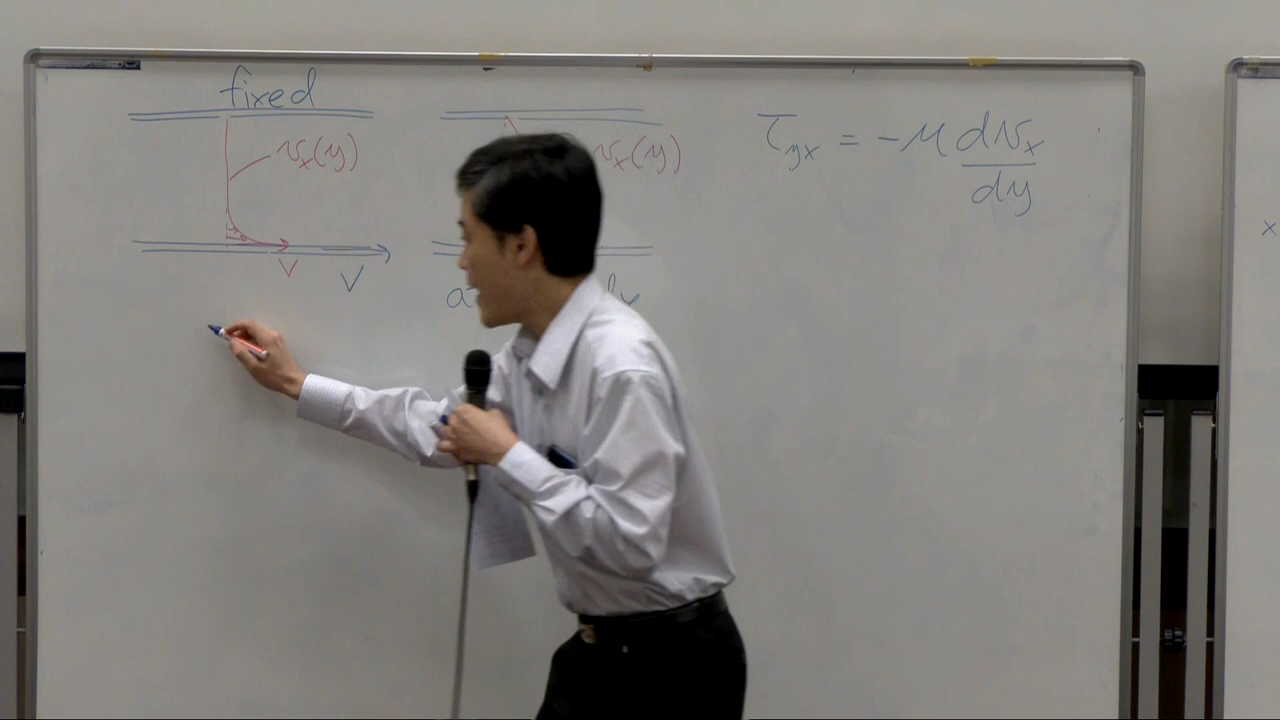 fixed
v_x(y)
v_x(y)
τ_yx = -μ dv_x/dy
V
V
x